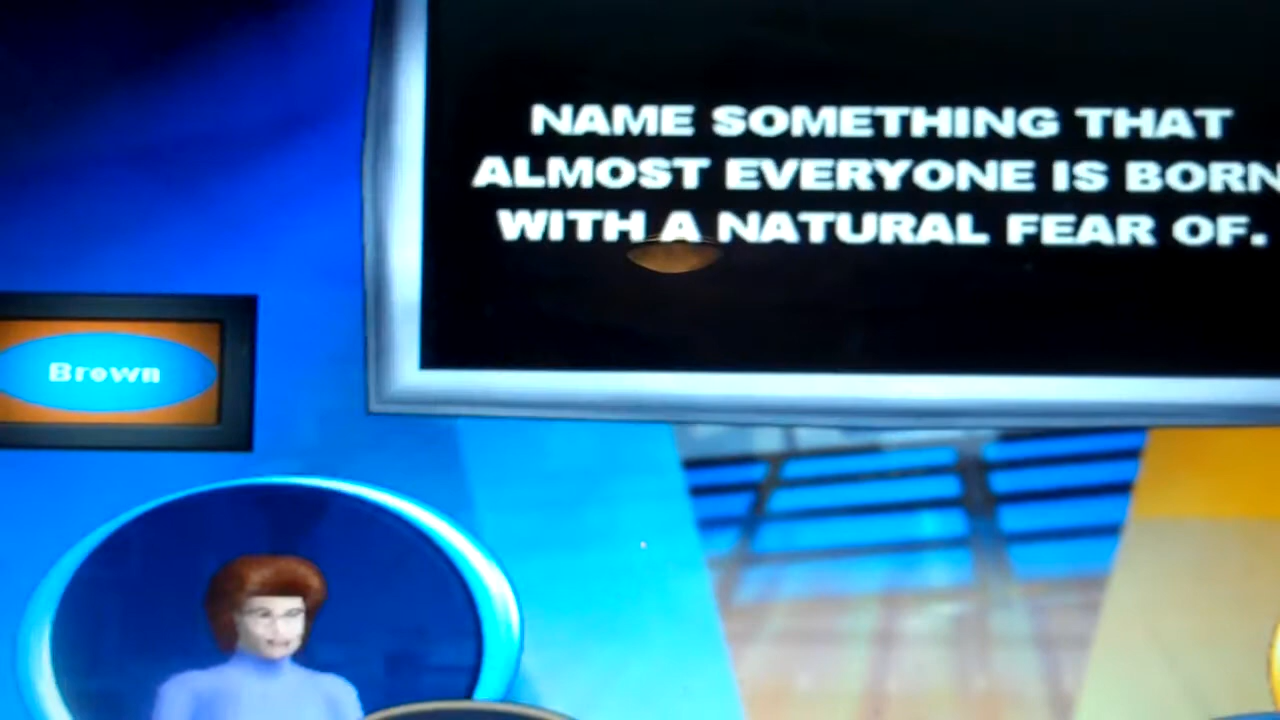 NAME SOMETHING THAT
ALMOST EVERYONE IS BORN
WITH A NATURAL FEAR OF.
Brown